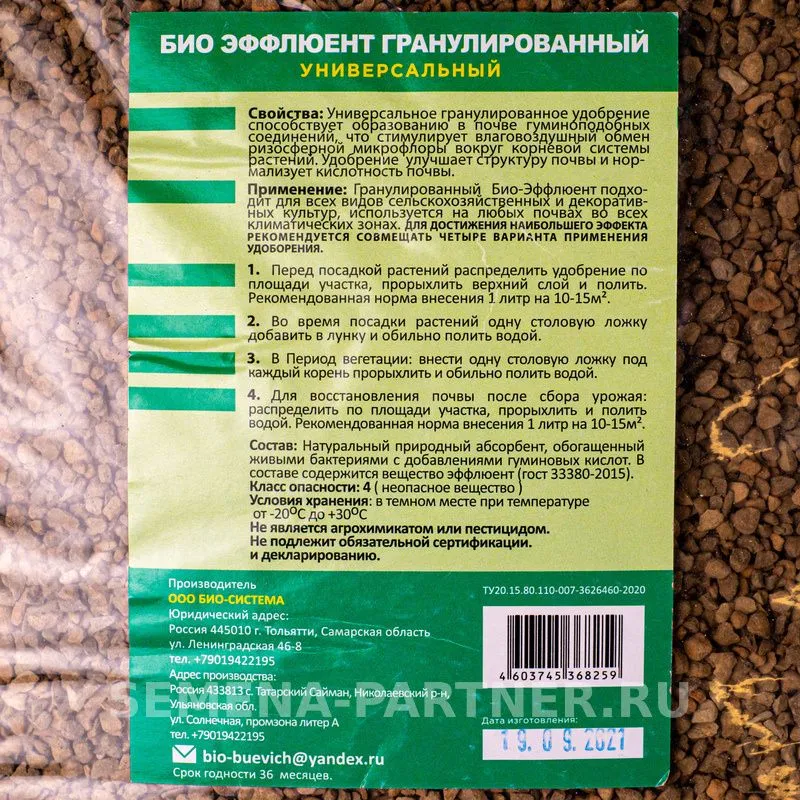 БИО ЭФФЛЮЕНТ ГРАНУЛИРОВАННЫЙ
УНИВЕРСАЛЬНЫЙ
Свойства: Универсальное гранулированное удобрение
способствует образованию в почве гуминоподобных
соединений, что стимулирует влаговоздушный обмен
ризосферной микрофлоры вокруг корневой системы
растений. Удобрение улучшает структуру почвы и нор-
мализует кислотность почвы.
Применение: Гранулированный Био-Эффлюент подхо-
дит для всех видов сельскохозяйственных и декоратив-
ных культур, используется на любых почвах во всех
климатических зонах. ДЛЯ ДОСТИЖЕНИЯ НАИБОЛЬШЕГО ЭФФЕКТА
РЕКОМЕНДУЕТСЯ СОВМЕЩАТЬ ЧЕТЫРЕ ВАРИАНТА ПРИМЕНЕНИЯ
УДОБОРЕНИЯ.
1. Перед посадкой растений распределить удобрение по
площади участка, прорыхлить верхний слой и полить.
Рекомендованная норма внесения 1 литр на 10-15м².
2. Во время посадки растений одну столовую ложку
добавить в лунку и обильно полить водой.
3. В Период вегетации: внести одну столовую ложку под
каждый корень прорыхлить и обильно полить водой.
4. Для восстановления почвы после сбора урожая:
распределить по площади участка, прорыхлить и полить
водой. Рекомендованная норма внесения 1 литр на 10-15м².
Состав: Натуральный природный абсорбент, обогащенный
живыми бактериями с добавлениями гуминовых кислот. В
составе содержится вещество эффлюент (гост 33380-2015).
Класс опасности: 4 ( неопасное вещество )
Условия хранения: в темном месте при температуре
от -20ºС до +30ºС
Не является агрохимикатом или пестицидом.
Не подлежит обязательной сертификации.
и декларированию.
Производитель
ООО БИО-СИСТЕМА
Юридический адрес:
Россия 445010 г. Тольятти, Самарская область
ул. Ленинградская 46-8
тел. +79019422195
Адрес производства:
Россия 433813 с. Татарский Сайман, Николаевский р-н,
Ульяновская обл.
ул. Солнечная, промзона литер А
тел. +79019422195
bio-buevich@yandex.ru
Срок годности 36 месяцев.
ТУ20.15.80.110-007-3626460-2020
4603745368259
Дата изготовления:
19.09.2021